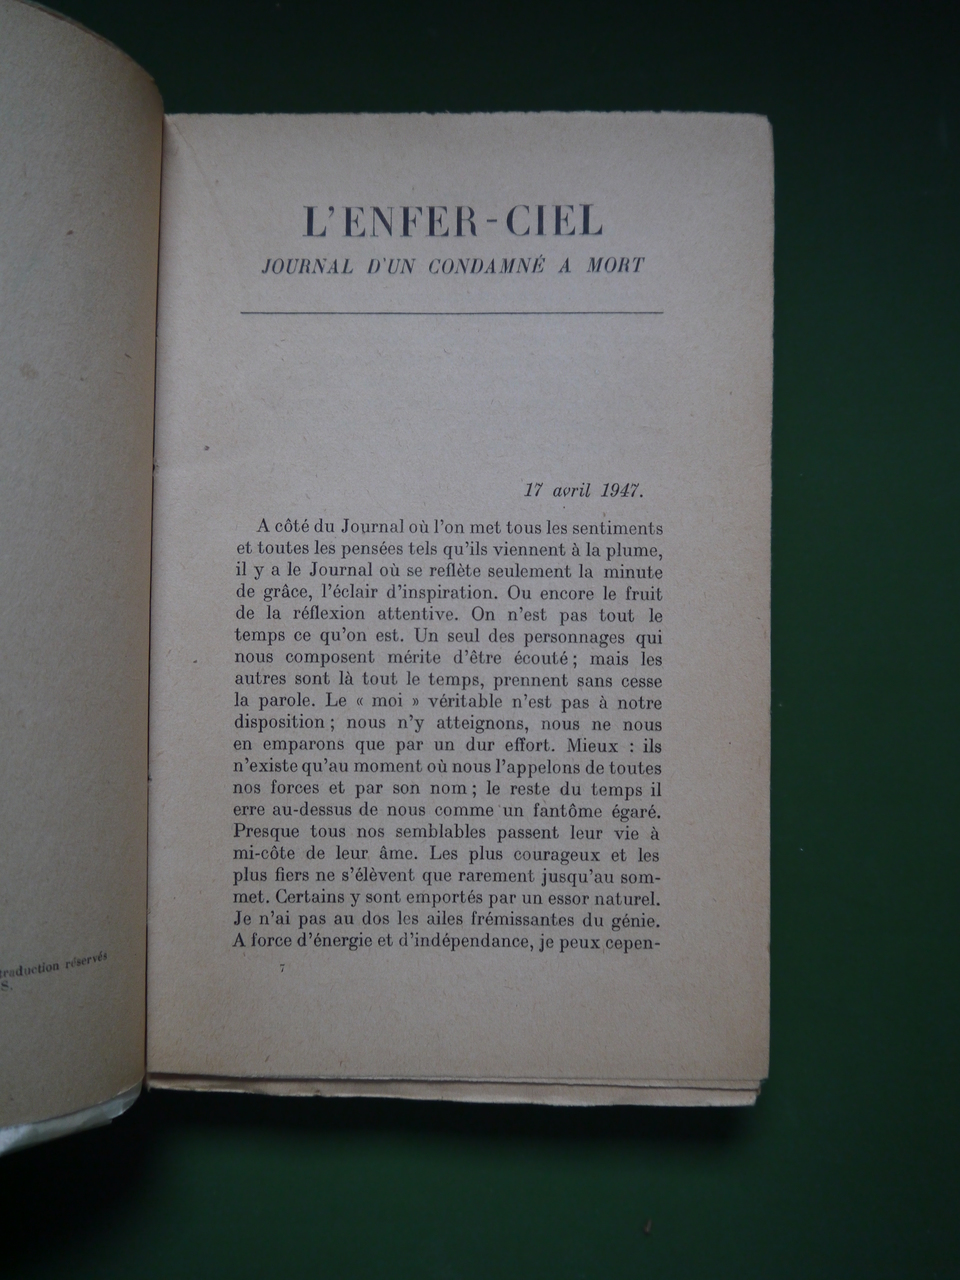 L'ENFER-CIEL
JOURNAL D'UN CONDAMNÉ A MORT
17 avril 1947.
A côté du Journal où l'on met tous les sentiments
et toutes les pensées tels qu'ils viennent à la plume,
il y a le Journal où se reflète seulement la minute
de grâce, l'éclair d'inspiration. Ou encore le fruit
de la réflexion attentive. On n'est pas tout le
temps ce qu'on est. Un seul des personnages qui
nous composent mérite d'être écouté ; mais les
autres sont là tout le temps, prennent sans cesse
la parole. Le « moi » véritable n'est pas à notre
disposition ; nous n'y atteignons, nous ne nous
en emparons que par un dur effort. Mieux : ils
n'existe qu'au moment où nous l'appelons de toutes
nos forces et par son nom ; le reste du temps il
erre au-dessus de nous comme un fantôme égaré.
Presque tous nos semblables passent leur vie à
mi-côte de leur âme. Les plus courageux et les
plus fiers ne s'élèvent que rarement jusqu'au som-
met. Certains y sont emportés par un essor naturel.
Je n'ai pas au dos les ailes frémissantes du génie.
A force d'énergie et d'indépendance, je peux cepen-
7
traduction réservés
S.